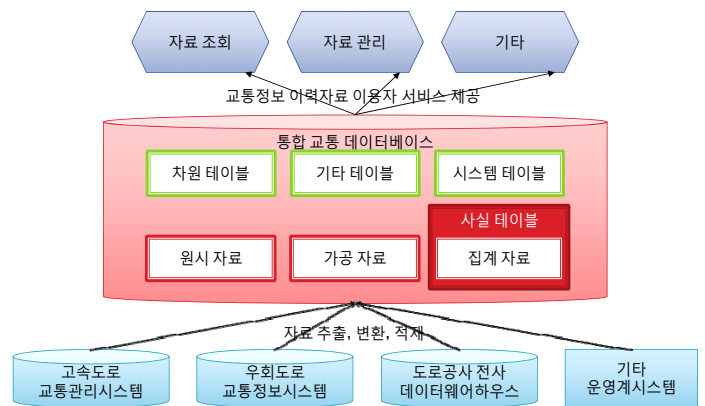 자료 조회
자료 관리
기타
교통정보 이력자료 이용자 서비스 제공
통합 교통 데이터베이스
차원 테이블
기타 테이블
시스템 테이블
사실 테이블
원시 자료
가공 자료
집계 자료
자료 추출, 변환, 적재
고속도로
교통관리시스템
우회도로
교통정보시스템
도로공사 전사
데이터웨어하우스
기타
운영계시스템